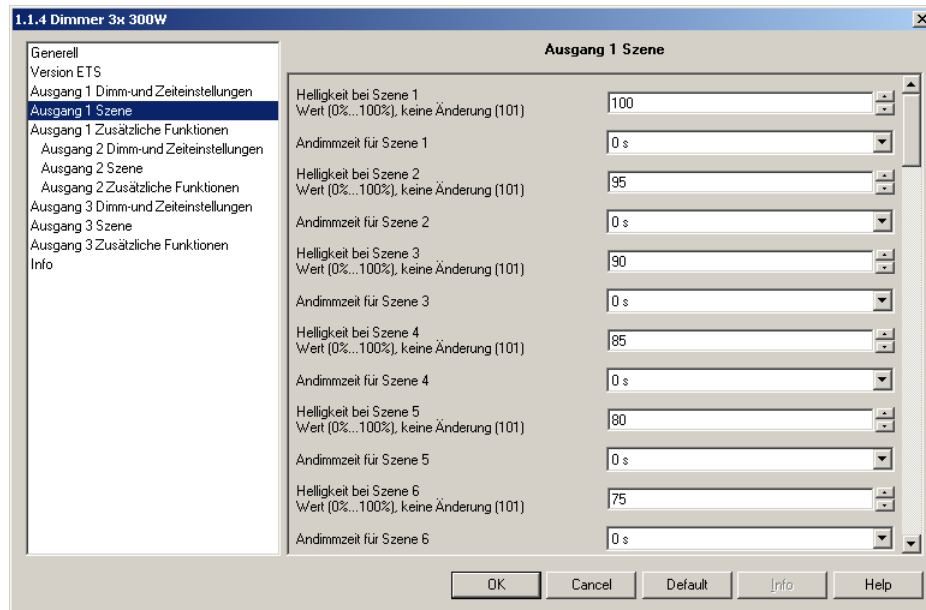 1.1.4 Dimmer 3x 300W
Generell
Version ETS
Ausgang 1 Dimm-und Zeiteinstellungen
Ausgang 1 Szene
Ausgang 1 Zusätzliche Funktionen
Ausgang 2 Dimm-und Zeiteinstellungen
Ausgang 2 Szene
Ausgang 2 Zusätzliche Funktionen
Ausgang 3 Dimm-und Zeiteinstellungen
Ausgang 3 Szene
Ausgang 3 Zusätzliche Funktionen
Info
Ausgang 1 Szene
Helligkeit bei Szene 1
Wert (0%...100%), keine Änderung (101)
100
Andimmzeit für Szene 1
0 s
Helligkeit bei Szene 2
Wert (0%...100%), keine Änderung (101)
95
Andimmzeit für Szene 2
0 s
Helligkeit bei Szene 3
Wert (0%...100%), keine Änderung (101)
90
Andimmzeit für Szene 3
0 s
Helligkeit bei Szene 4
Wert (0%...100%), keine Änderung (101)
85
Andimmzeit für Szene 4
0 s
Helligkeit bei Szene 5
Wert (0%...100%), keine Änderung (101)
80
Andimmzeit für Szene 5
0 s
Helligkeit bei Szene 6
Wert (0%...100%), keine Änderung (101)
75
Andimmzeit für Szene 6
0 s
OK
Cancel
Default
Info
Help